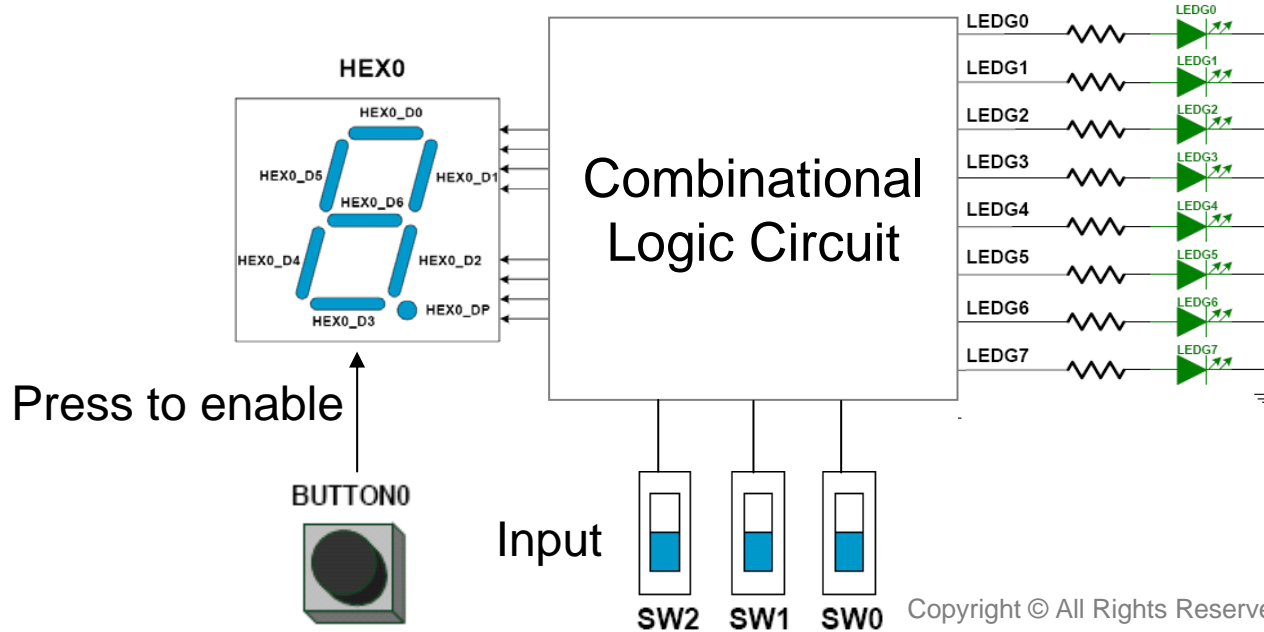 HEX0
HEX0_D0
HEX0_D5
HEX0_D1
HEX0_D6
HEX0_D4
HEX0_D2
HEX0_D3
HEX0_DP
Combinational
Logic Circuit
LEDG0
LEDG0
LEDG1
LEDG1
LEDG2
LEDG2
LEDG3
LEDG3
LEDG4
LEDG4
LEDG5
LEDG5
LEDG6
LEDG6
LEDG7
LEDG7
Press to enable
BUTTON0
Input
SW2 SW1 SW0
Copyright © All Rights Reserve